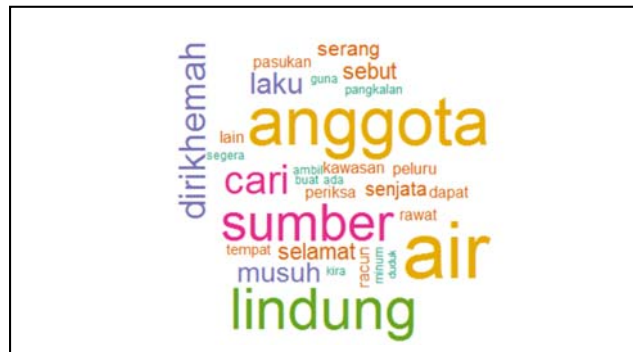 serang
pasukan
sebut
laku
guna
pangkalan
dirikhemah
anggota
lain
segera
ambil
kawasan
peluru
cari
buat
ada
periksa
senjata
dapat
sumber
rawat
air
tempat
selamat
racun
minum
duduk
musuh
kira
lindung